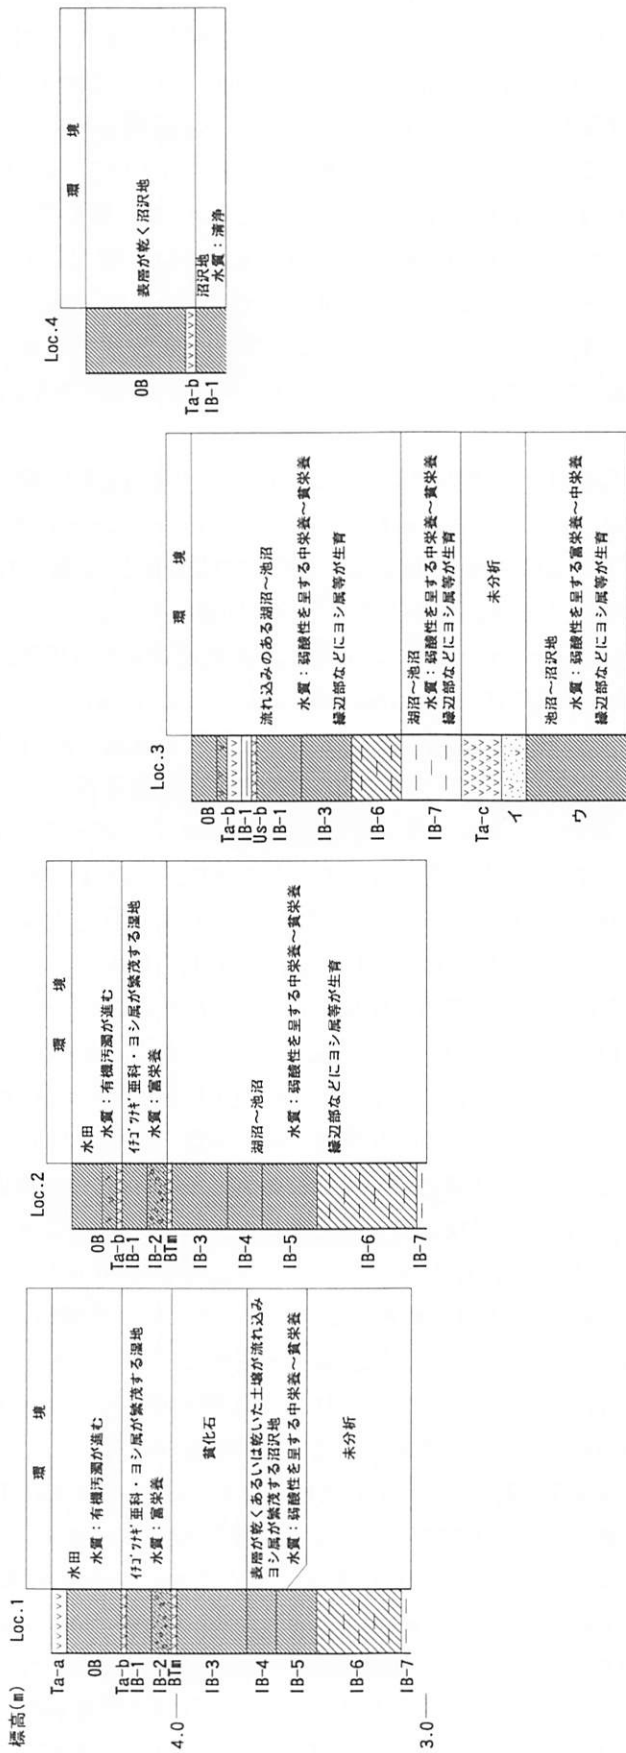 標高(m)
4.0
3.0
Loc.1
環 境
Ta-a
OB
Ta-b
IB-1
IB-2
BTm
IB-3
IB-4
IB-5
IB-6
IB-7
水田
水質：有機汚濁が進む
ｲﾁｺﾞﾂﾅｷﾞ亜科・ヨシ属が繁茂する湿地
水質：富栄養
貧化石
表層が乾くあるいは乾いた土壌が流れ込み
ヨシ属が繁茂する沼沢地
水質：弱酸性を呈する中栄養～貧栄養
未分析
Loc.2
環 境
OB
Ta-b
IB-1
IB-2
BTm
IB-3
IB-4
IB-5
IB-6
IB-7
水田
水質：有機汚濁が進む
ｲﾁｺﾞﾂﾅｷﾞ亜科・ヨシ属が繁茂する湿地
水質：富栄養
湖沼～池沼
水質：弱酸性を呈する中栄養～貧栄養
縁辺部などにヨシ属等が生育
Loc.3
環 境
OB
Ta-b
IB-1
Us-b
IB-1
IB-3
IB-6
IB-7
Ta-c
イ
ウ
流れ込みのある湖沼～池沼
水質：弱酸性を呈する中栄養～貧栄養
縁辺部などにヨシ属等が生育
湖沼～池沼
水質：弱酸性を呈する中栄養～貧栄養
縁辺部などにヨシ属等が生育
未分析
池沼～沼沢地
水質：弱酸性を呈する富栄養～中栄養
縁辺部などにヨシ属等が生育
Loc.4
環 境
OB
Ta-b
IB-1
表層が乾く沼沢地
沼沢地
水質：清浄